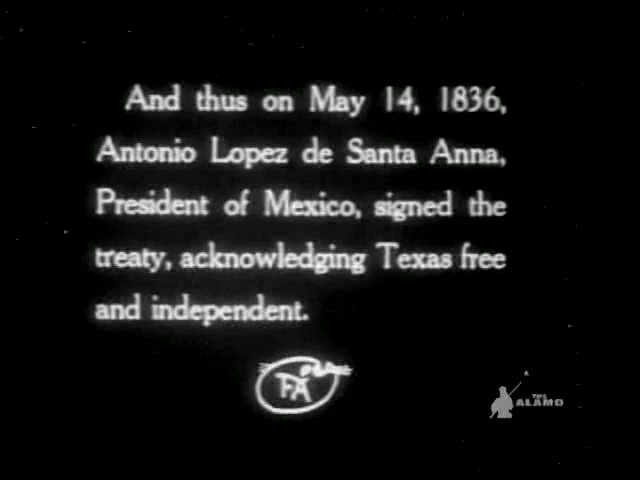 And thus on May 14, 1836,
Antonio Lopez de Santa Anna,
President of Mexico, signed the
treaty, acknowledging Texas free
and independent.
FA
THE
ALAMO